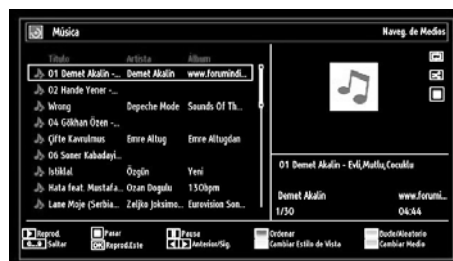 Música
Naveg. de Medios
Título Artista Álbum
01 Demet Akalin -... Demet Akalin www.forumindi...
02 Hande Yener -...
Wrong Depeche Mode Sounds Of Th...
04 Gökhan Özen -...
Çifte Kavrulmus Emre Altug Emre Altugdan
06 Soner Kabadayi...
Istiklal Özgün Yeni
Hata feat. Mustafa... Ozan Dogulu 130bpm
Lane Moje (Serbia... Zeljko Joksimo... Eurovision Son...
01 Demet Akalin - Evli,Mutlu,Cocuklu
Demet Akalin www.forumi...
1/30 04:44
Reprod. Parar Pausa Ordenar Bucle/Aleatorio
0...9 Saltar OK Reprod.Este Anterior/Sig. Cambiar Estilo de Vista Cambiar Medio